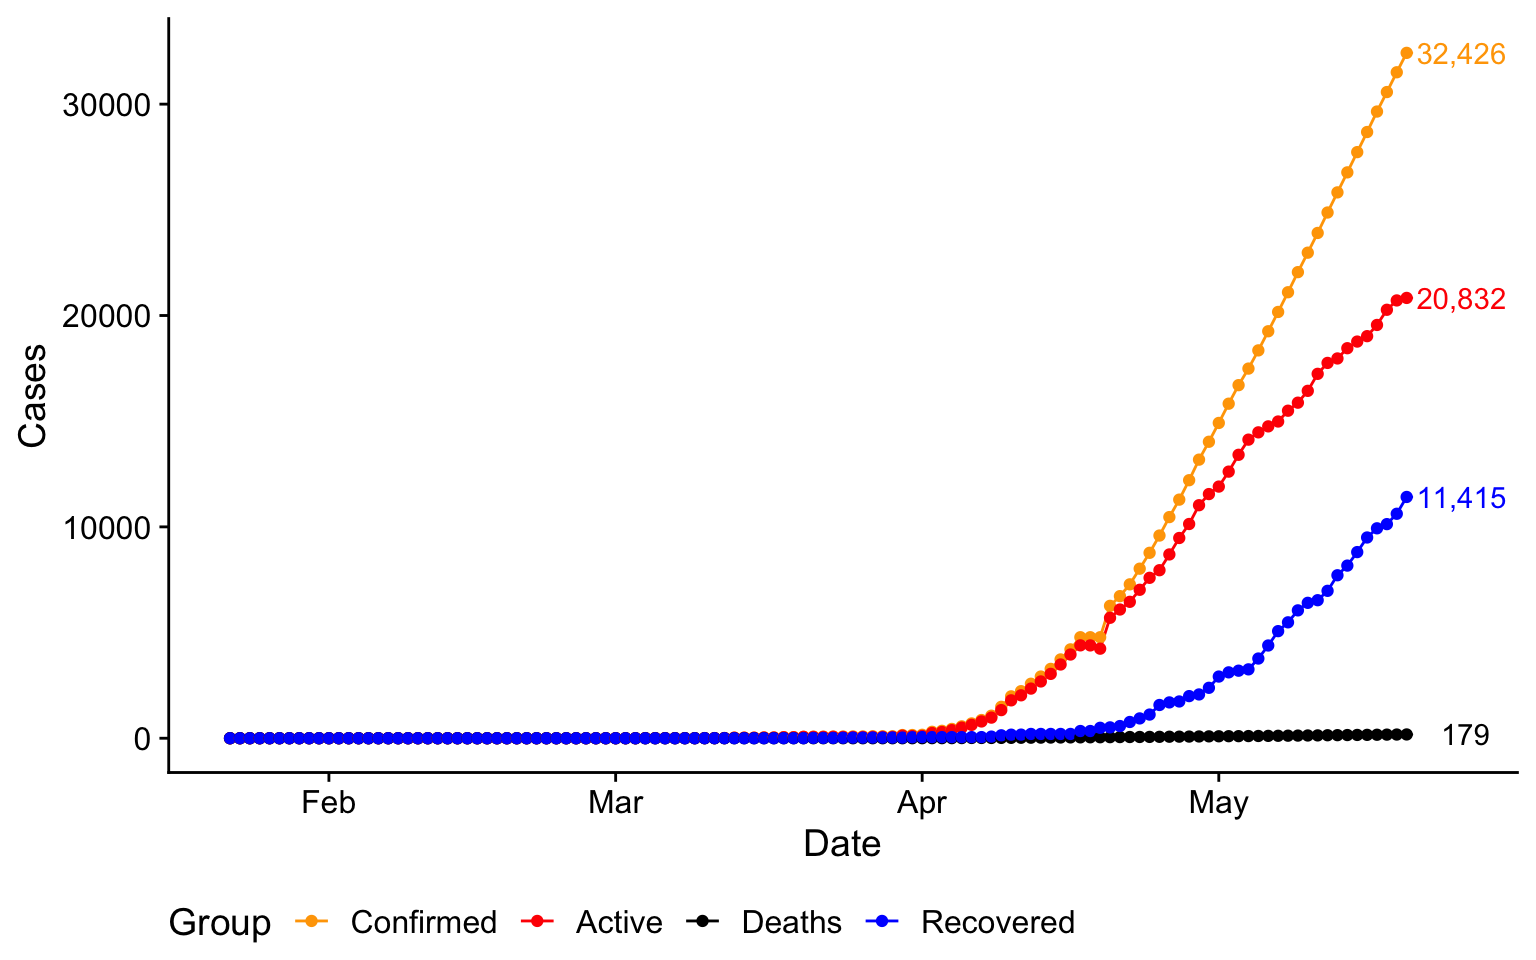 32,426
30000
20,832
20000
Cases
11,415
10000
179
0
Feb Mar Apr May
Date
Group Confirmed Active Deaths Recovered